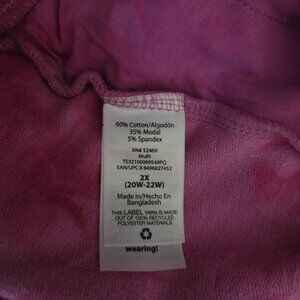 60% Cotton/Algodón
35% Modal
5% Spandex
RN# 52469
Multi
TS32100069549PQ
EAN/UPC # 8496827453
2X
(20W-22W)
Made In/Hecho En
Bangladesh
THIS LABEL YARN IS MADE
OUT OF 100% RECYCLED
POLYESTER MATERIALS
wearing!